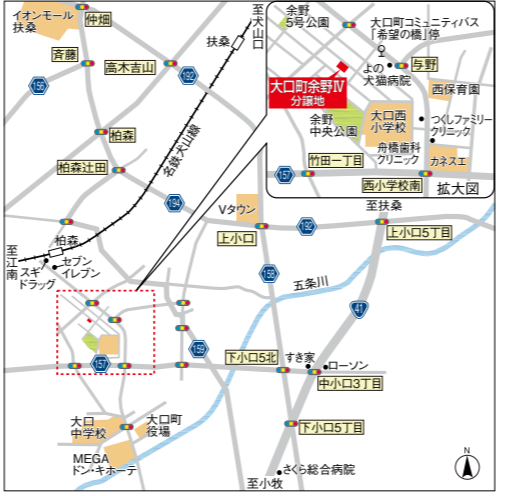 イオンモール
扶桑
仲畑
至犬山口
斉藤
扶桑
156
高木吉山
192
名鉄犬山線
柏森
柏森辻田
194
Vタウン
至扶桑
上小口
192
上小口5丁目
至江南
柏森
スギ
ドラッグ
セブン
イレブン
158
五条川
41
157
159
下小口5北
すき家
ローソン
中小口3丁目
大口
中学校
大口町
役場
下小口5丁目
MEGA
ドン・キホーテ
さくら総合病院
至小牧
N
余野
5号公園
大口町コミュニティバス
「希望の橋」停
よの
犬猫病院
与野
大口町余野Ⅳ
分譲地
西保育園
余野
中央公園
大口西
小学校
つくしファミリー
クリニック
舟橋歯科
クリニック
カネスエ
竹田一丁目
157
西小学校南
拡大図